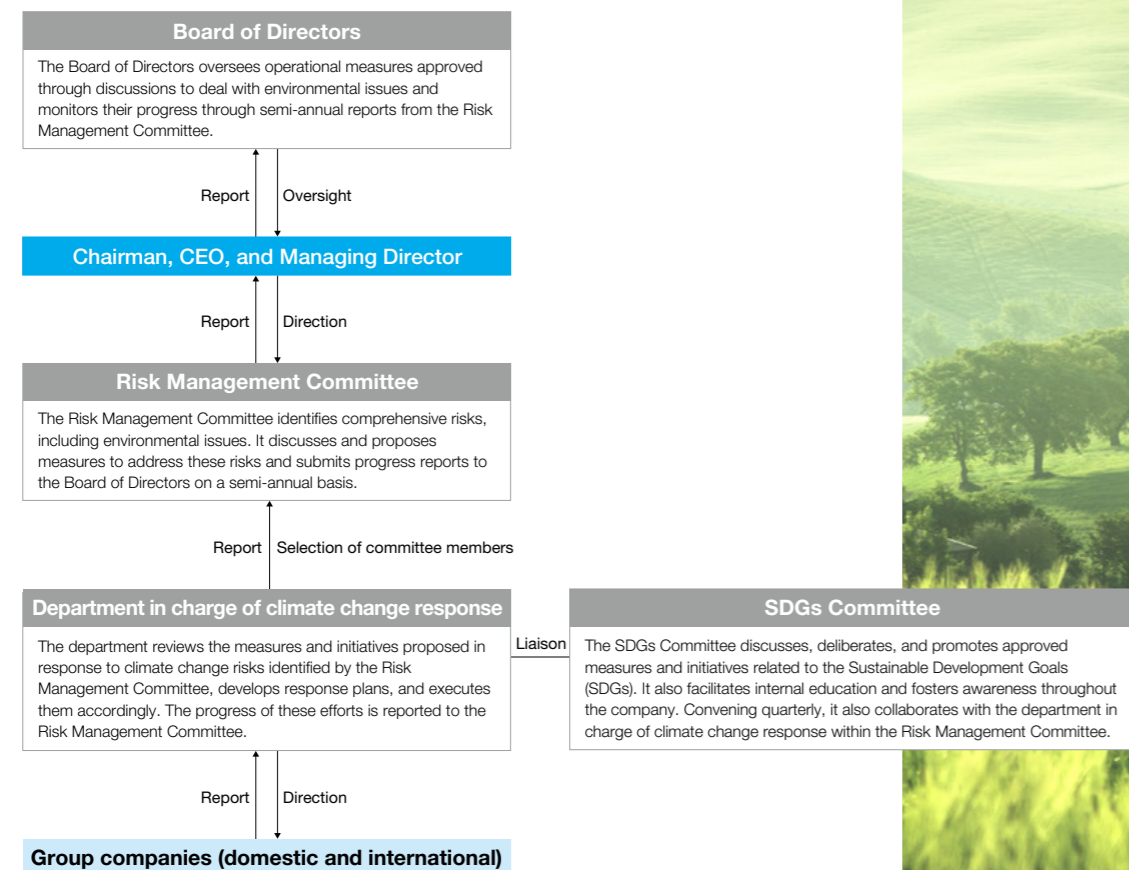 Board of Directors
The Board of Directors oversees operational measures approved
through discussions to deal with environmental issues and
monitors their progress through semi-annual reports from the Risk
Management Committee.
Report
Oversight
Chairman, CEO, and Managing Director
Report
Direction
Risk Management Committee
The Risk Management Committee identifies comprehensive risks,
including environmental issues. It discusses and proposes
measures to address these risks and submits progress reports to
the Board of Directors on a semi-annual basis.
Report
Selection of committee members
Department in charge of climate change response
The department reviews the measures and initiatives proposed in
response to climate change risks identified by the Risk
Management Committee, develops response plans, and executes
them accordingly. The progress of these efforts is reported to the
Risk Management Committee.
Liaison
SDGs Committee
The SDGs Committee discusses, deliberates, and promotes approved
measures and initiatives related to the Sustainable Development Goals
(SDGs). It also facilitates internal education and fosters awareness throughout
the company. Convening quarterly, it also collaborates with the department in
charge of climate change response within the Risk Management Committee.
Report
Direction
Group companies (domestic and international)